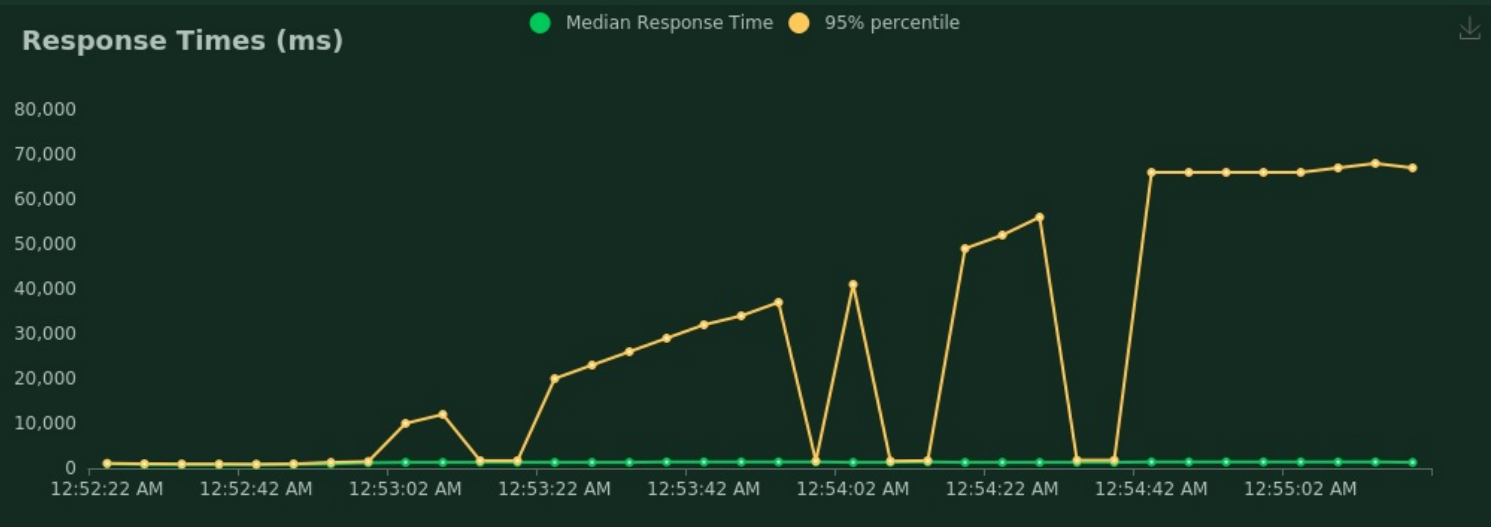 Response Times (ms)
Median Response Time
95% percentile
80,000
70,000
60,000
50,000
40,000
30,000
20,000
10,000
0
12:52:22 AM
12:52:42 AM
12:53:02 AM
12:53:22 AM
12:53:42 AM
12:54:02 AM
12:54:22 AM
12:54:42 AM
12:55:02 AM